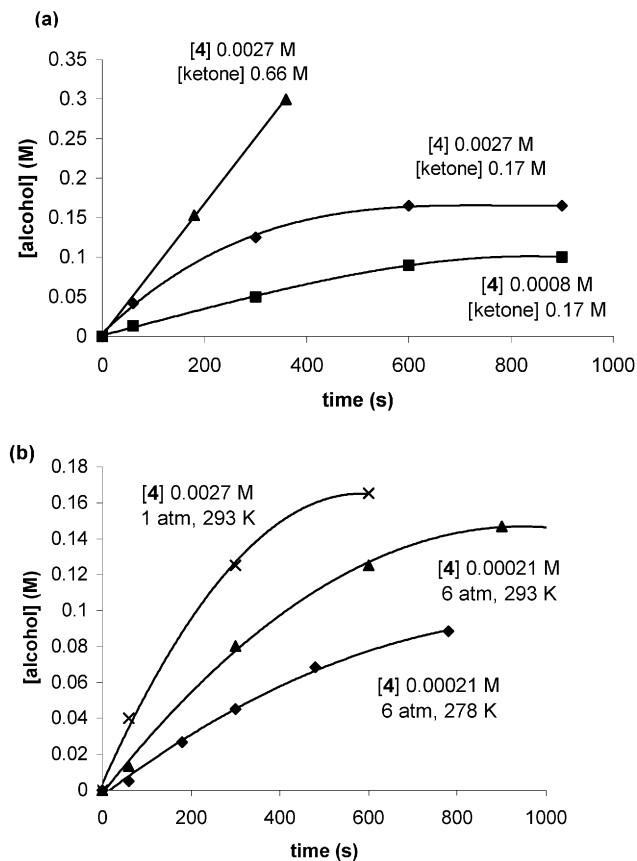 (a)
[4] 0.0027 M
[ketone] 0.66 M
[4] 0.0027 M
[ketone] 0.17 M
[4] 0.0008 M
[ketone] 0.17 M
[alcohol] (M)
0.35
0.3
0.25
0.2
0.15
0.1
0.05
0
0 200 400 600 800 1000
time (s)
(b)
[4] 0.0027 M
1 atm, 293 K
[4] 0.00021 M
6 atm, 293 K
[4] 0.00021 M
6 atm, 278 K
[alcohol] (M)
0.18
0.16
0.14
0.12
0.1
0.08
0.06
0.04
0.02
0
0 200 400 600 800 1000
time (s)